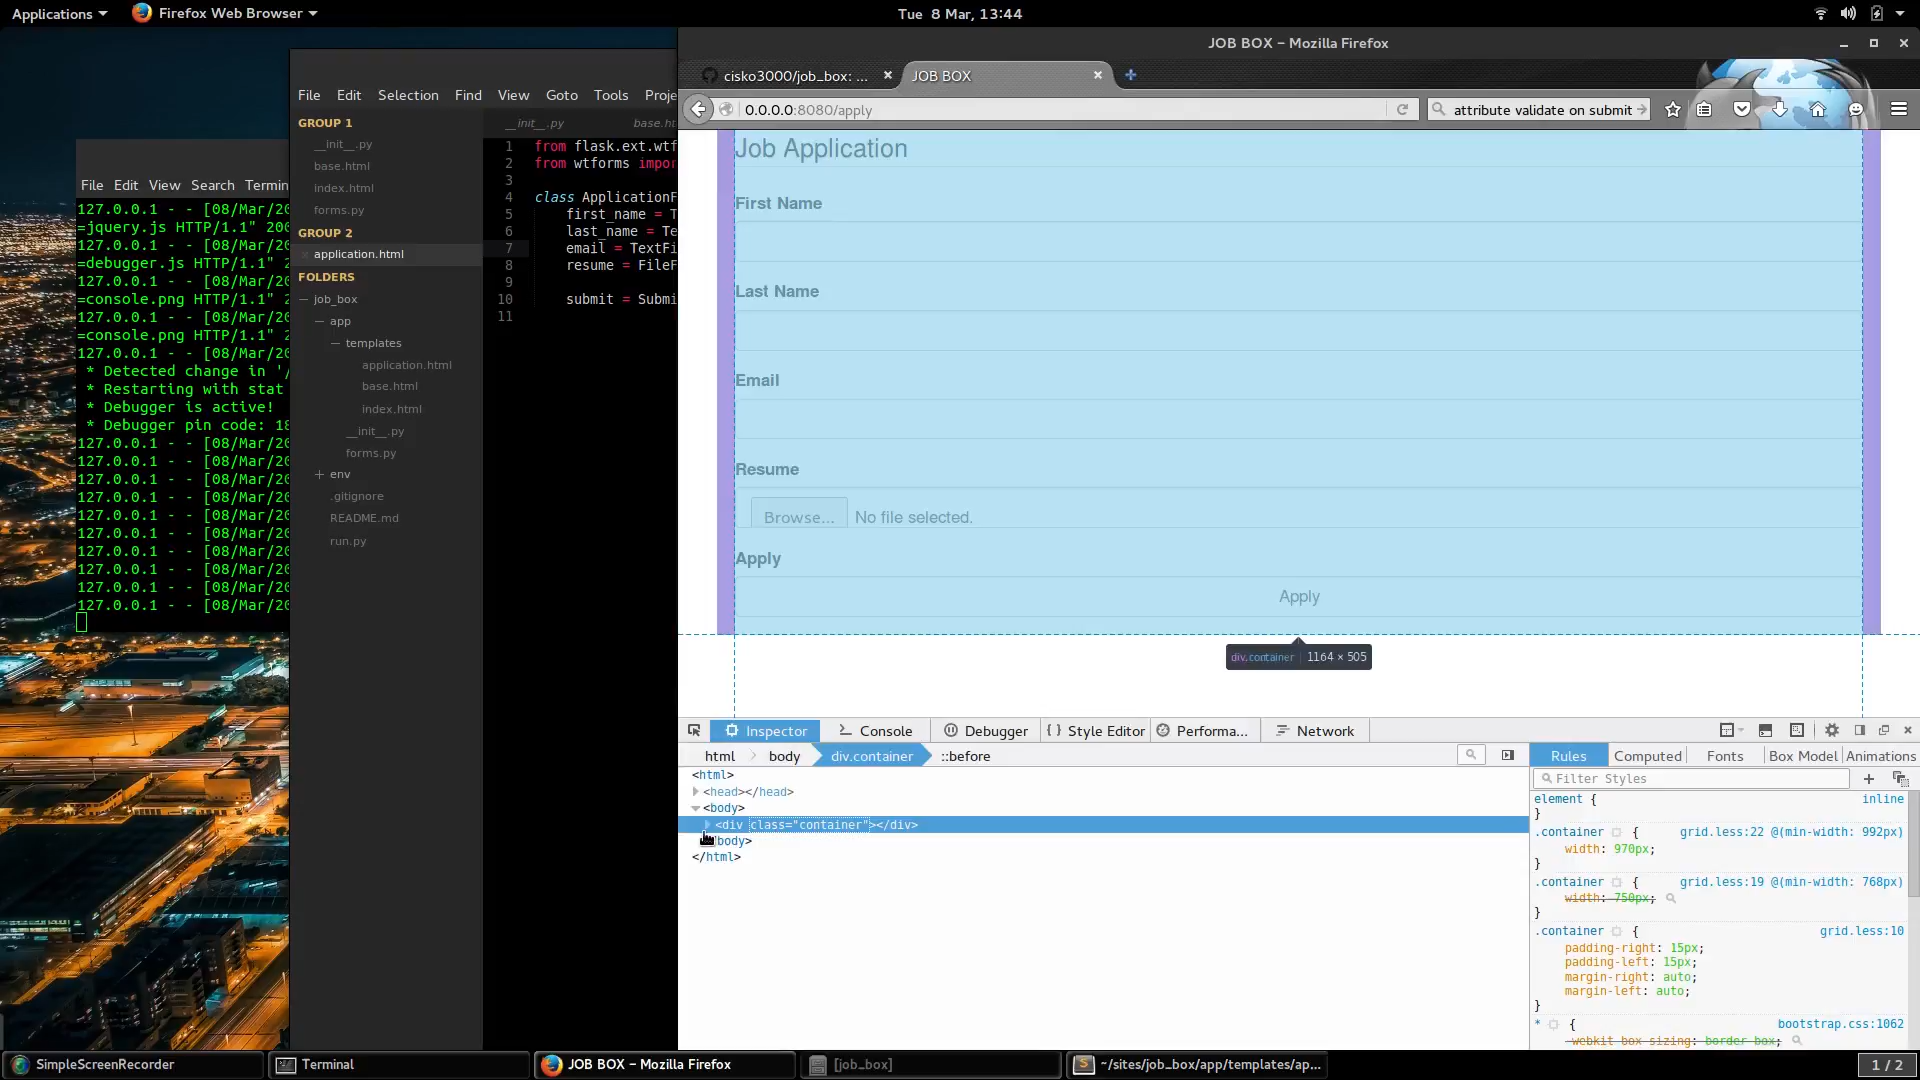 Applications
Firefox Web Browser
Tue 8 Mar, 13:44
JOB BOX – Mozilla Firefox
cisko3000/job_box: ...
JOB BOX
0.0.0.0:8080/apply
attribute validate on submit
File Edit Selection Find View Goto Tools Proje
GROUP 1
__init__.py
base.html
index.html
forms.py
GROUP 2
application.html
FOLDERS
job_box
app
templates
application.html
base.html
index.html
__init__.py
forms.py
env
.gitignore
README.md
run.py
__init__.py base.ht
1 from flask.ext.wtf
2 from wtforms impor
3
4 class ApplicationF
5 first_name = T
6 last_name = Te
7 email = TextFi
8 resume = FileF
9
10 submit = Submi
11
File Edit View Search Termin
127.0.0.1 - - [08/Mar/20
=jquery.js HTTP/1.1" 200
127.0.0.1 - - [08/Mar/20
=debugger.js HTTP/1.1" 2
127.0.0.1 - - [08/Mar/20
=console.png HTTP/1.1" 2
127.0.0.1 - - [08/Mar/20
=console.png HTTP/1.1" 2
127.0.0.1 - - [08/Mar/20
* Detected change in '/
* Restarting with stat
* Debugger is active!
* Debugger pin code: 18
127.0.0.1 - - [08/Mar/20
127.0.0.1 - - [08/Mar/20
127.0.0.1 - - [08/Mar/20
127.0.0.1 - - [08/Mar/20
127.0.0.1 - - [08/Mar/20
127.0.0.1 - - [08/Mar/20
127.0.0.1 - - [08/Mar/20
127.0.0.1 - - [08/Mar/20
127.0.0.1 - - [08/Mar/20
127.0.0.1 - - [08/Mar/20
Job Application
First Name
Last Name
Email
Resume
Browse... No file selected.
Apply
Apply
div.container 1164 × 505
Inspector Console Debugger Style Editor Performa... Network
html body div.container ::before
<html>
<head></head>
<body>
<div class="container"></div>
body>
</html>
Rules Computed Fonts Box Model Animations
Filter Styles
element { inline
}
.container { grid.less:22 @(min-width: 992px)
width: 970px;
}
.container { grid.less:19 @(min-width: 768px)
width: 750px;
}
.container { grid.less:10
padding-right: 15px;
padding-left: 15px;
margin-right: auto;
margin-left: auto;
}
* { bootstrap.css:1062
-webkit-box-sizing: border-box;
SimpleScreenRecorder
Terminal
JOB BOX - Mozilla Firefox
[job_box]
~/sites/job_box/app/templates/ap...
1 / 2